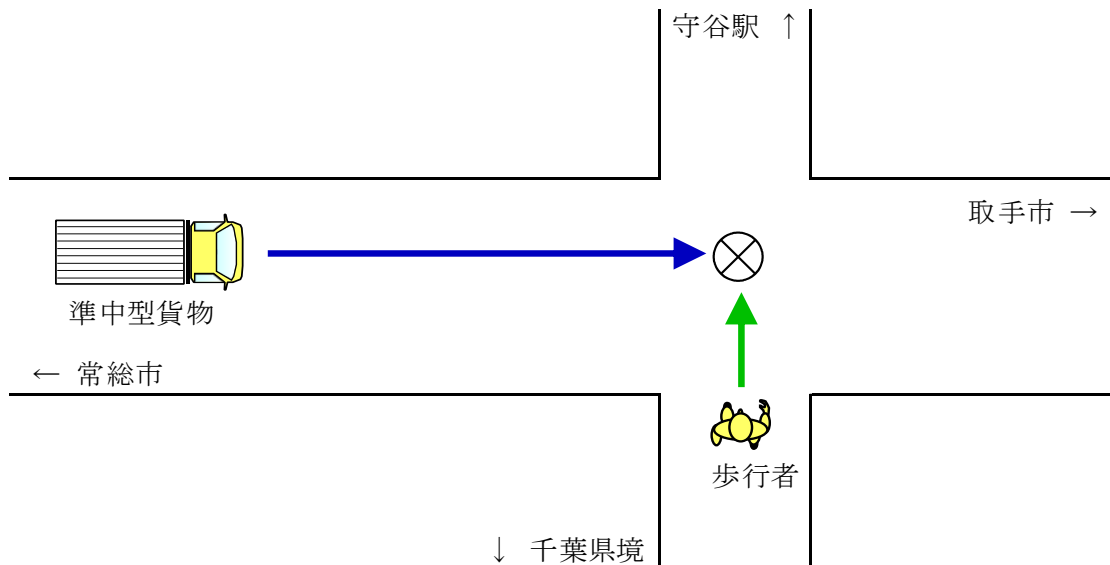 守谷駅 ↑
取手市 →
準中型貨物
← 常総市
歩行者
↓ 千葉県境